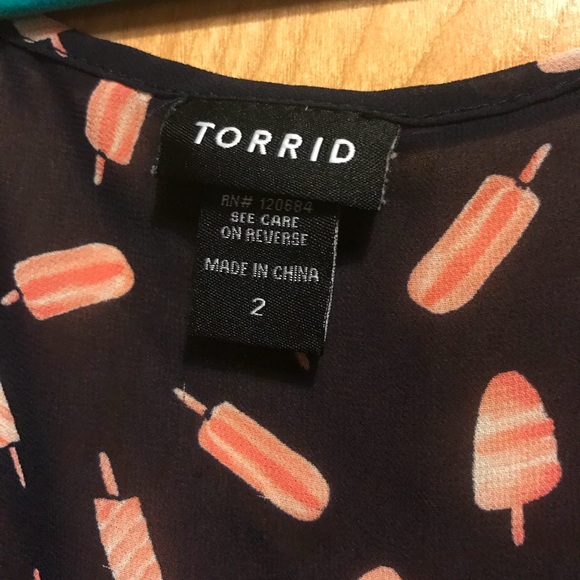 TORRID
RN# 120684
SEE CARE
ON REVERSE
MADE IN CHINA
2